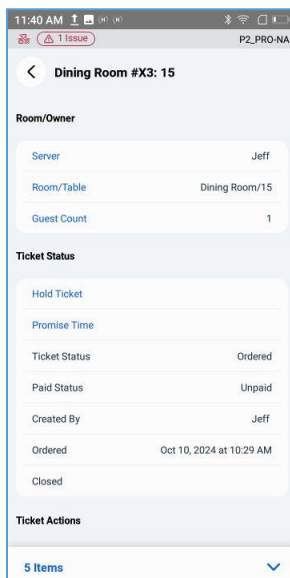 11:40 AM
1 Issue
P2_PRO-NA
Dining Room #X3: 15
Room/Owner
Server Jeff
Room/Table Dining Room/15
Guest Count 1
Ticket Status
Hold Ticket
Promise Time
Ticket Status Ordered
Paid Status Unpaid
Created By Jeff
Ordered Oct 10, 2024 at 10:29 AM
Closed
Ticket Actions
5 Items